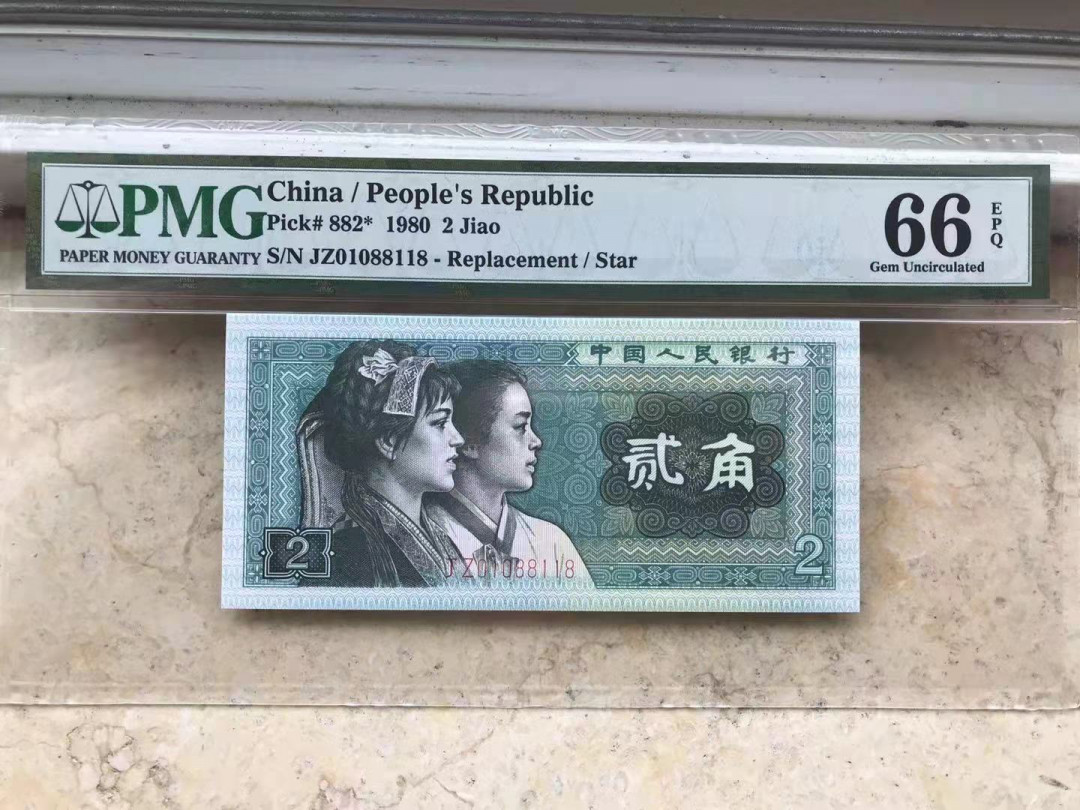 PMG
PAPER MONEY GUARANTY
China / People's Republic
Pick# 882* 1980 2 Jiao
S/N JZ01088118 - Replacement / Star
66
EPQ
Gem Uncirculated
中国人民银行
贰角
2
JZ01088118
2